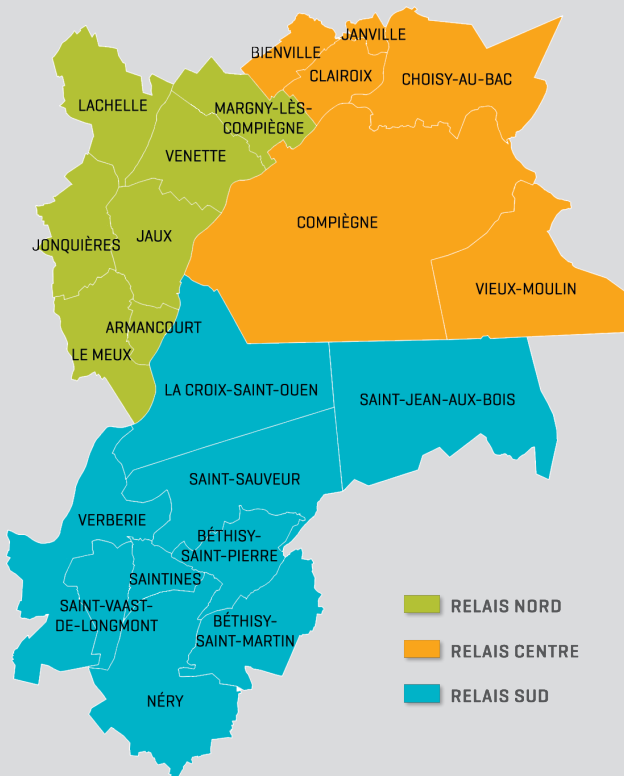 JANVILLE
BIENVILLE
CLAIROIX
CHOISY-AU-BAC
LACHELLE
MARGNY-LÈS-
COMPIÈGNE
VENETTE
COMPIÈGNE
JAUX
JONQUIÈRES
VIEUX-MOULIN
ARMANCOURT
LE MEUX
LA CROIX-SAINT-OUEN
SAINT-JEAN-AUX-BOIS
SAINT-SAUVEUR
VERBERIE
BÉTHISY-
SAINT-PIERRE
SAINTINES
SAINT-VAAST-
DE-LONGMONT
BÉTHISY-
SAINT-MARTIN
NÉRY
RELAIS NORD
RELAIS CENTRE
RELAIS SUD